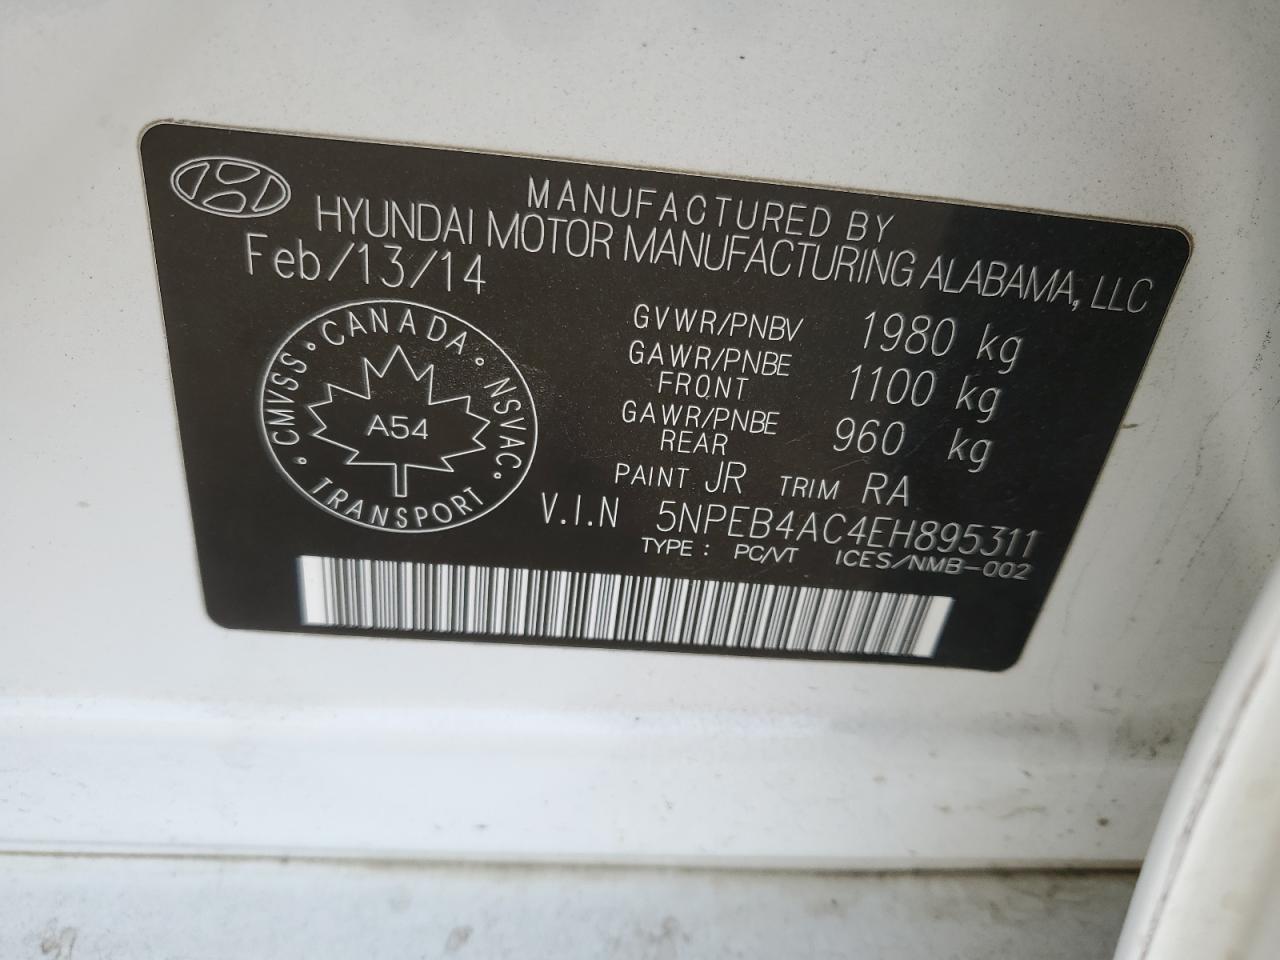 MANUFACTURED BY
HYUNDAI MOTOR MANUFACTURING ALABAMA, LLC
Feb/13/14
GVWR/PNBV 1980 kg
GAWR/PNBE FRONT 1100 kg
GAWR/PNBE REAR 960 kg
PAINT JR TRIM RA
V.I.N 5NPEB4AC4EH895311
TYPE : PC/VT ICES/NMB-002
CANADA · NSVAC · TRANSPORT · CMVSS ·
A54